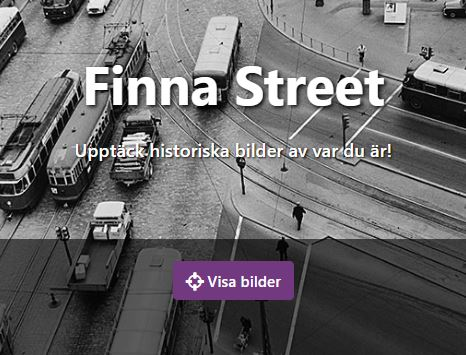 Finna Street
Upptäck historiska bilder av var du är!
Visa bilder